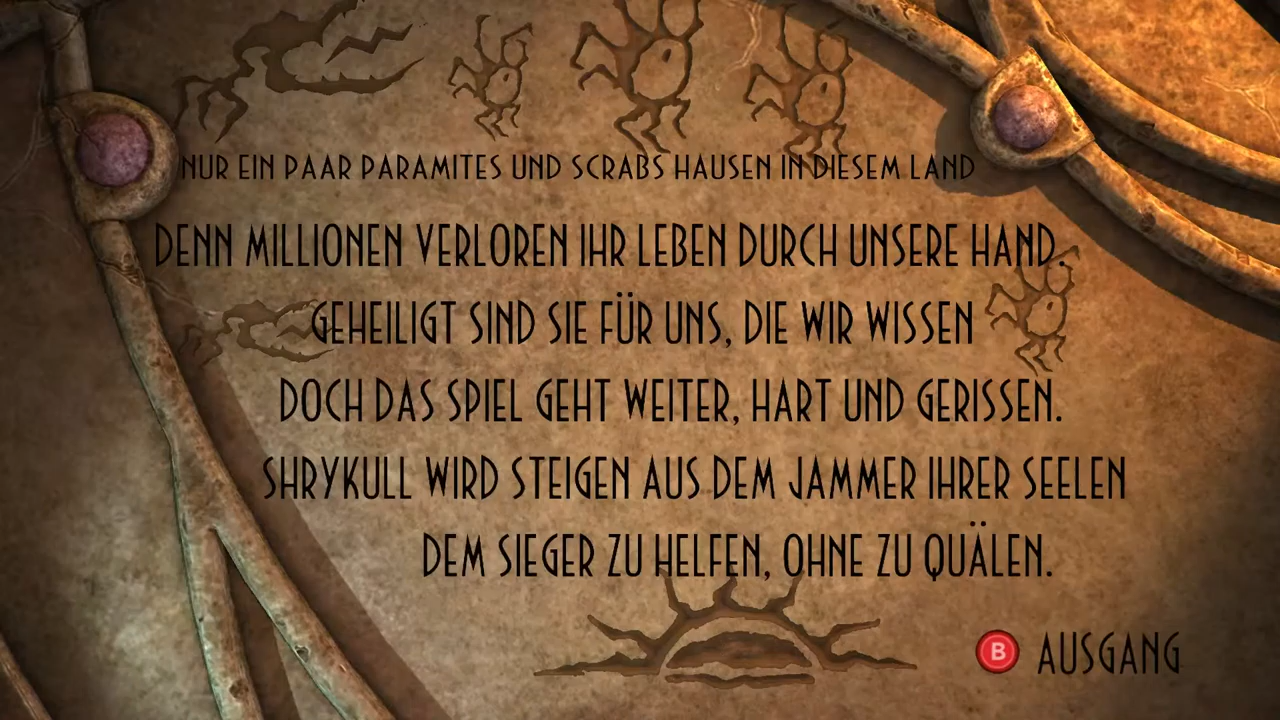 NUR EIN PAAR PARAMITES UND SCRABS HAUSEN IN DIESEM LAND
DENN MILLIONEN VERLOREN IHR LEBEN DURCH UNSERE HAND.
GEHEILIGT SIND SIE FÜR UNS, DIE WIR WISSEN
DOCH DAS SPIEL GEHT WEITER, HART UND GERISSEN.
SHRYKULL WIRD STEIGEN AUS DEM JAMMER IHRER SEELEN
DEM SIEGER ZU HELFEN, OHNE ZU QUÄLEN.
B AUSGANG